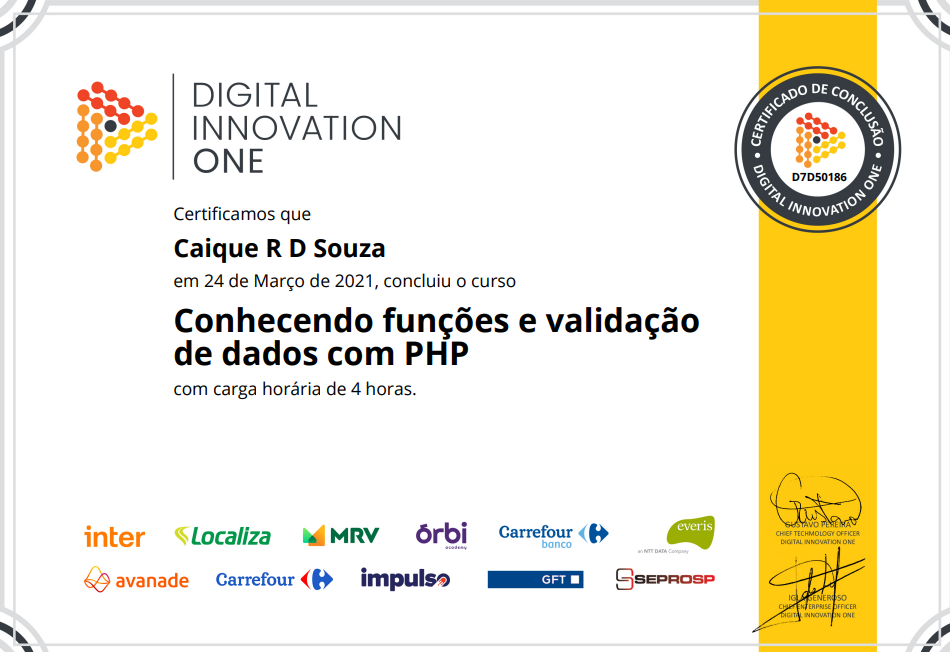 DIGITAL
INNOVATION
ONE
CERTIFICADO DE CONCLUSÃO
D7D50186
DIGITAL INNOVATION ONE
Certificamos que
Caique R D Souza
em 24 de Março de 2021, concluiu o curso
Conhecendo funções e validação
de dados com PHP
com carga horária de 4 horas.
inter
Localiza
MRV
órbi
academy
Carrefour
banco
everis
an NTT DATA Company
avanade
Carrefour
impulso
GFT
SEPROSP
GUSTAVO PEREIRA
CHIEF TECHNOLOGY OFFICER
DIGITAL INNOVATION ONE
GENEROSO
CHIEF ENTERPRISE OFFICER
DIGITAL INNOVATION ONE